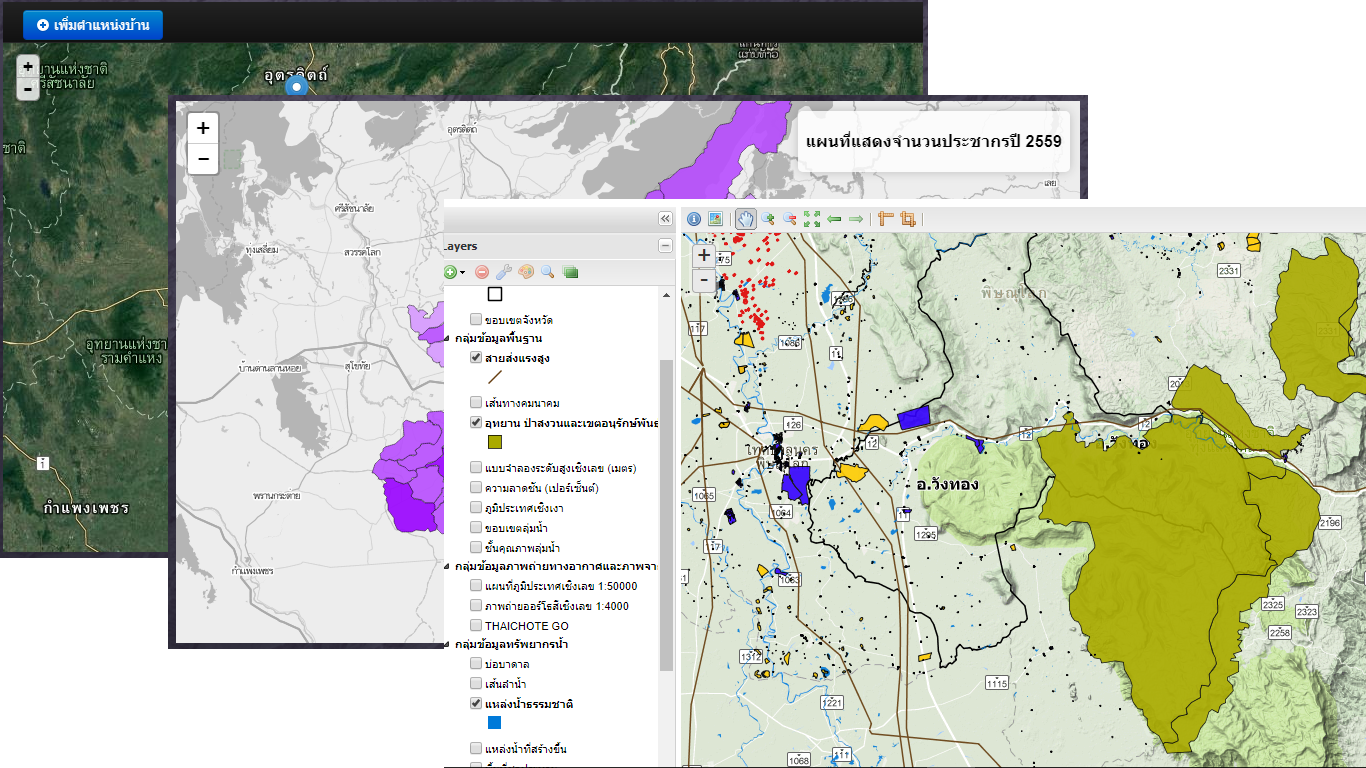 เพิ่มตำแหน่งบ้าน
+
-
อุทยานแห่งชาติ
ศรีสัชนาลัย
อุตรดิตถ์
ชาติ
อุทยานแห่งชา
รามคำแหง
1
กำแพงเพชร
+
−
แผนที่แสดงจำนวนประชากรปี 2559
อุตรดิตถ์
เลย
ศรีสัชนาลัย
ทุ่งเสลี่ยม
สวรรคโลก
บ้านด่านลานหอย
สุโขทัย
พรานกระต่าย
กำแพงเพชร
Layers
ขอบเขตจังหวัด
กลุ่มข้อมูลพื้นฐาน
สายส่งแรงสูง
เส้นทางคมนาคม
อุทยาน ป่าสงวนและเขตอนุรักษ์พันธ
แบบจำลองระดับสูงเชิงเลข (เมตร)
ความลาดชัน (เปอร์เซ็นต์)
ภูมิประเทศเชิงเงา
ขอบเขตลุ่มน้ำ
ชั้นคุณภาพลุ่มน้ำ
กลุ่มข้อมูลภาพถ่ายทางอากาศและภาพจา
แผนที่ภูมิประเทศเชิงเลข 1:50000
ภาพถ่ายออร์โธสีเชิงเลข 1:4000
THAICHOTE GO
กลุ่มข้อมูลทรัพยากรน้ำ
บ่อบาดาล
เส้นลำน้ำ
แหล่งน้ำธรรมชาติ
แหล่งน้ำที่สร้างขึ้น
+
−
2331
พิษณุโลก
117
1086
11
126
12
12
12
อ.วังทอง
1065
1064
1295
2196
117
1063
2325
2323
2258
1312
1115
1221
111
1068